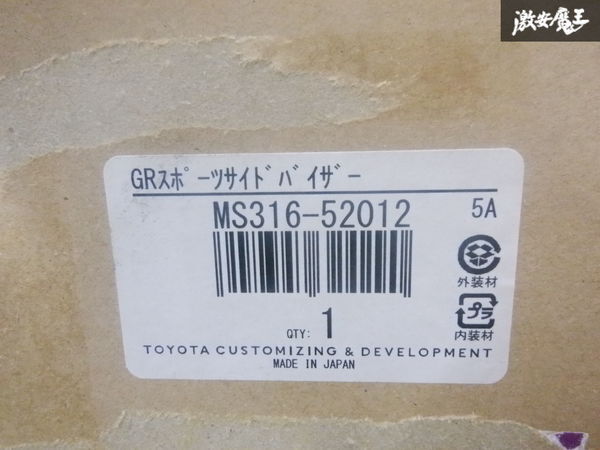 激安魔王
GRｽﾎﾟｰﾂｻｲﾄﾞﾊﾞｲｻﾞｰ
MS316-52012
5A
外装材
プラ
内装材
QTY: 1
TOYOTA CUSTOMIZING & DEVELOPMENT
MADE IN JAPAN